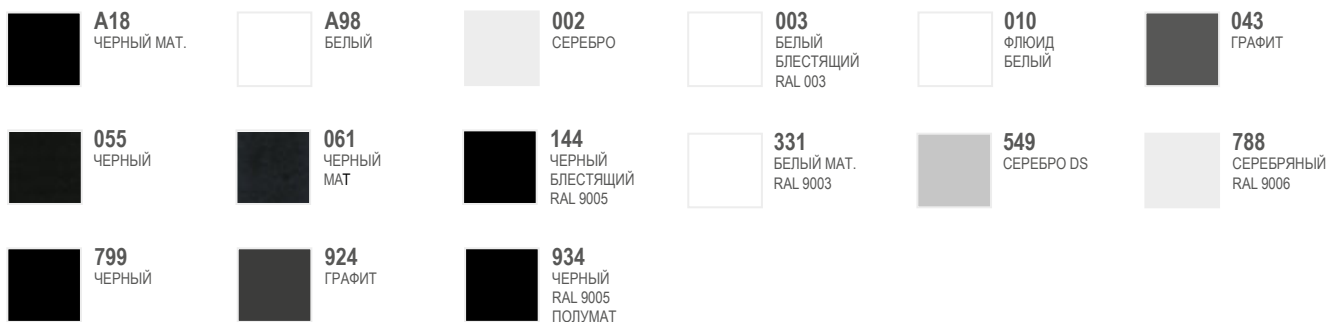 A18
ЧЕРНЫЙ МАТ.
A98
БЕЛЫЙ
002
СЕРЕБРО
003
БЕЛЫЙ
БЛЕСТЯЩИЙ
RAL 003
010
ФЛЮИД
БЕЛЫЙ
043
ГРАФИТ
055
ЧЕРНЫЙ
061
ЧЕРНЫЙ
МАТ
144
ЧЕРНЫЙ
БЛЕСТЯЩИЙ
RAL 9005
331
БЕЛЫЙ МАТ.
RAL 9003
549
СЕРЕБРО DS
788
СЕРЕБРЯНЫЙ
RAL 9006
799
ЧЕРНЫЙ
924
ГРАФИТ
934
ЧЕРНЫЙ
RAL 9005
ПОЛУМАТ